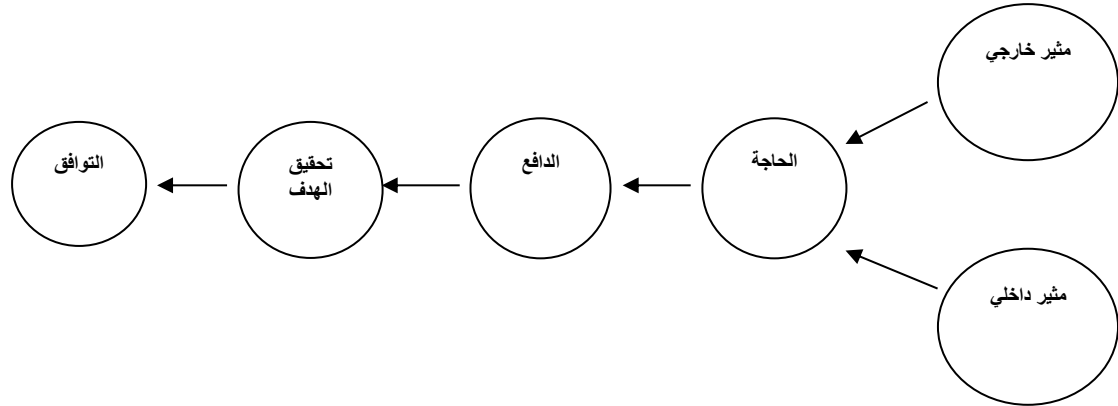 مثير خارجي
الحاجة
الدافع
تحقيق
الهدف
التوافق
مثير داخلي